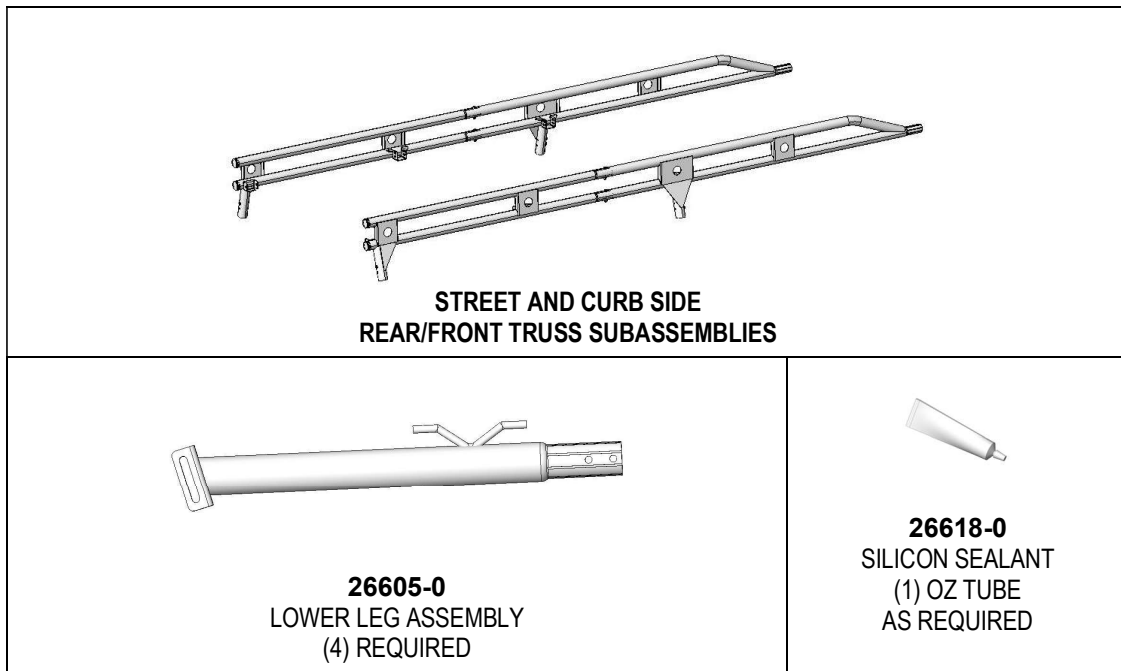 STREET AND CURB SIDE
REAR/FRONT TRUSS SUBASSEMBLIES
26605-0
LOWER LEG ASSEMBLY
(4) REQUIRED
26618-0
SILICON SEALANT
(1) OZ TUBE
AS REQUIRED